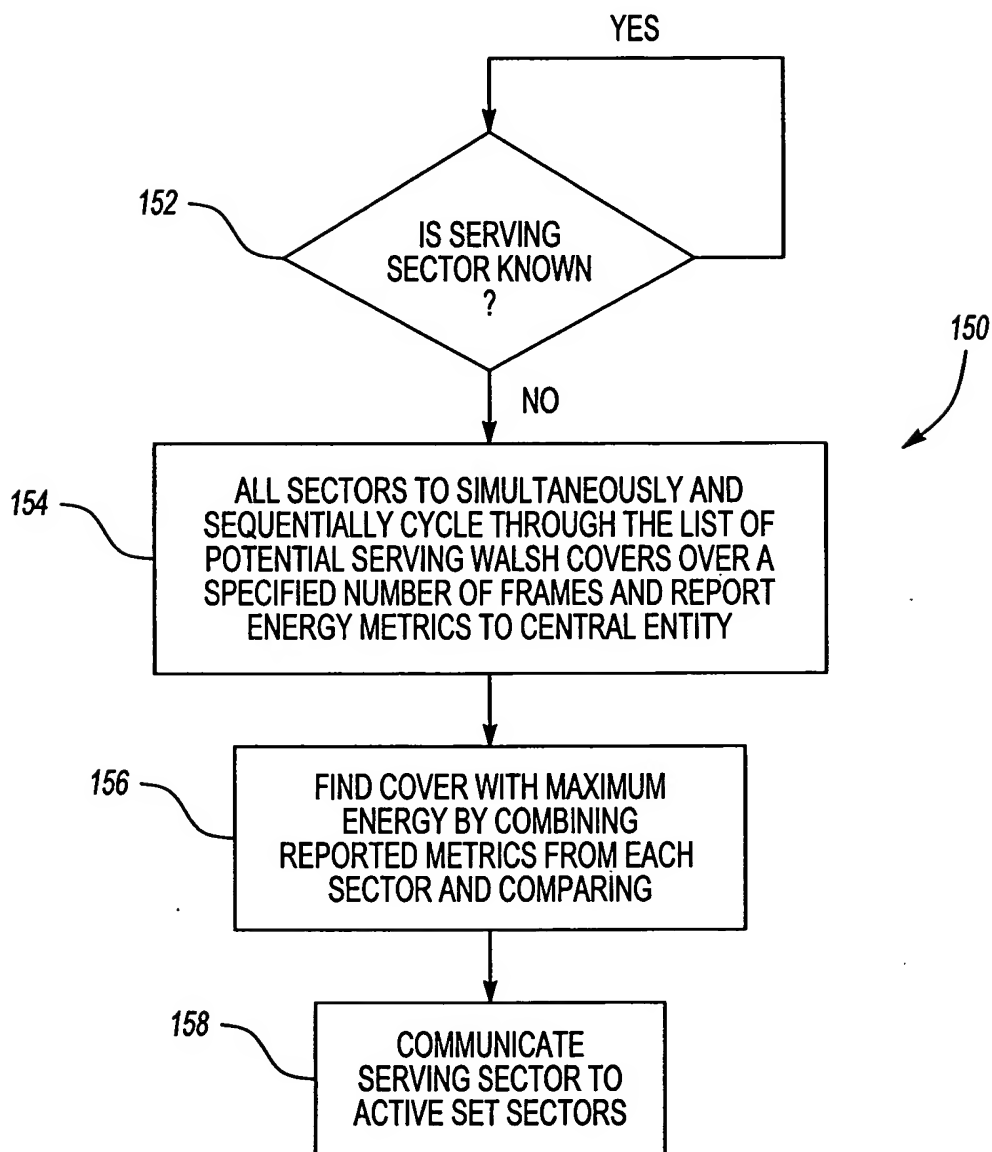 YES
152
IS SERVING
SECTOR KNOWN
?
150
NO
154
ALL SECTORS TO SIMULTANEOUSLY AND
SEQUENTIALLY CYCLE THROUGH THE LIST OF
POTENTIAL SERVING WALSH COVERS OVER A
SPECIFIED NUMBER OF FRAMES AND REPORT
ENERGY METRICS TO CENTRAL ENTITY
156
FIND COVER WITH MAXIMUM
ENERGY BY COMBINING
REPORTED METRICS FROM EACH
SECTOR AND COMPARING
158
COMMUNICATE
SERVING SECTOR TO
ACTIVE SET SECTORS